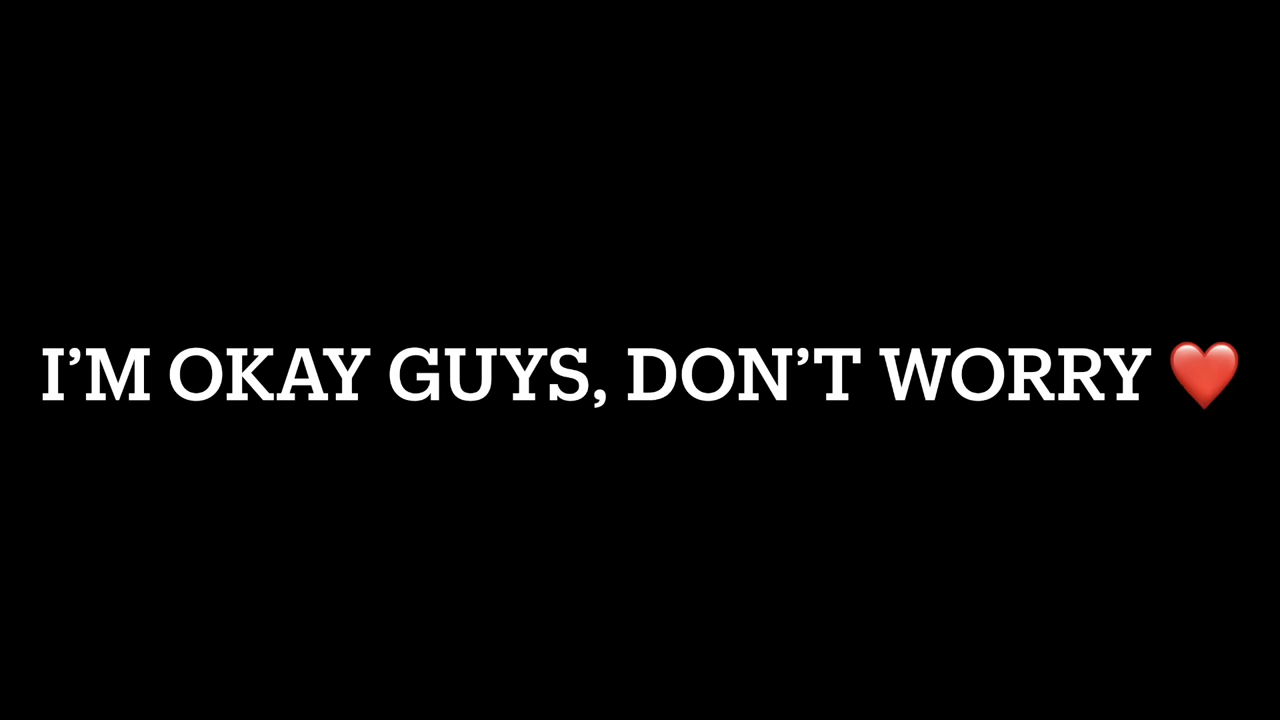 I’M OKAY GUYS, DON’T WORRY ❤️